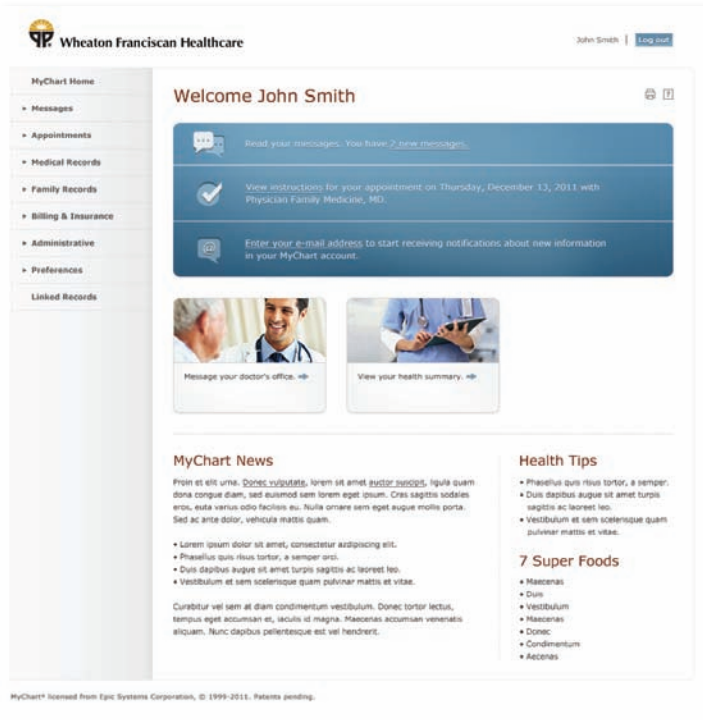 Wheaton Franciscan Healthcare
John Smith | Log out
MyChart Home
Messages
Appointments
Medical Records
Family Records
Billing & Insurance
Administrative
Preferences
Linked Records
Welcome John Smith
Read your messages. You have 2 new messages.
View instructions for your appointment on Thursday, December 13, 2011 with
Physician Family Medicine, MD.
Enter your e-mail address to start receiving notifications about new information
in your MyChart account.
Message your doctor's office.
View your health summary.
MyChart News
Proin et elit urna. Donec vulputate, lorem sit amet auctor suscipit, ligula quam
dona congue diam, sed euismod sem lorem eget ipsum. Cras sagittis sodales
eros, euta varius odio facilisis eu. Nulla ornare sem eget augue mollis porta.
Sed ac ante dolor, vehicula mattis quam.
• Lorem ipsum dolor sit amet, consectetur azdipiscing elit.
• Phasellus quis risus tortor, a semper orci.
• Duis dapibus augue sit amet turpis sagittis ac laoreet leo.
• Vestibulum et sem scelerisque quam pulvinar mattis et vitae.
Curabitur vel sem at diam condimentum vestibulum. Donec tortor lectus,
tempus eget accumsan et, iaculis id magna. Maecenas accumsan venenatis
aliquam. Nunc dapibus pellentesque est vel hendrerit.
Health Tips
• Phasellus quis risus tortor, a semper.
• Duis dapibus augue sit amet turpis
sagittis ac laoreet leo.
• Vestibulum et sem scelerisque quam
pulvinar mattis et vitae.
7 Super Foods
• Maecenas
• Duis
• Vestibulum
• Maecenas
• Donec
• Condimentum
• Aecenas
MyChart® licensed from Epic Systems Corporation, © 1999-2011. Patents pending.